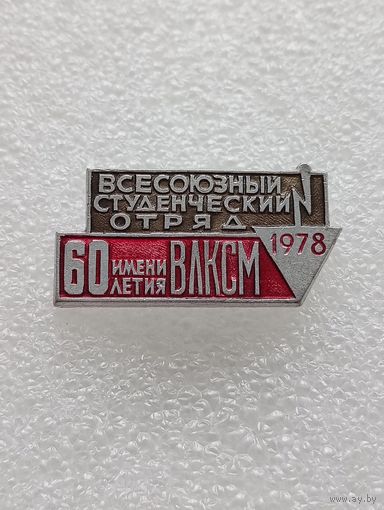 ВСЕСОЮЗНЫЙ
СТУДЕНЧЕСКИЙ
ОТРЯД
60 ИМЕНИ ЛЕТИЯ ВЛКСМ 1978
www.ay.by